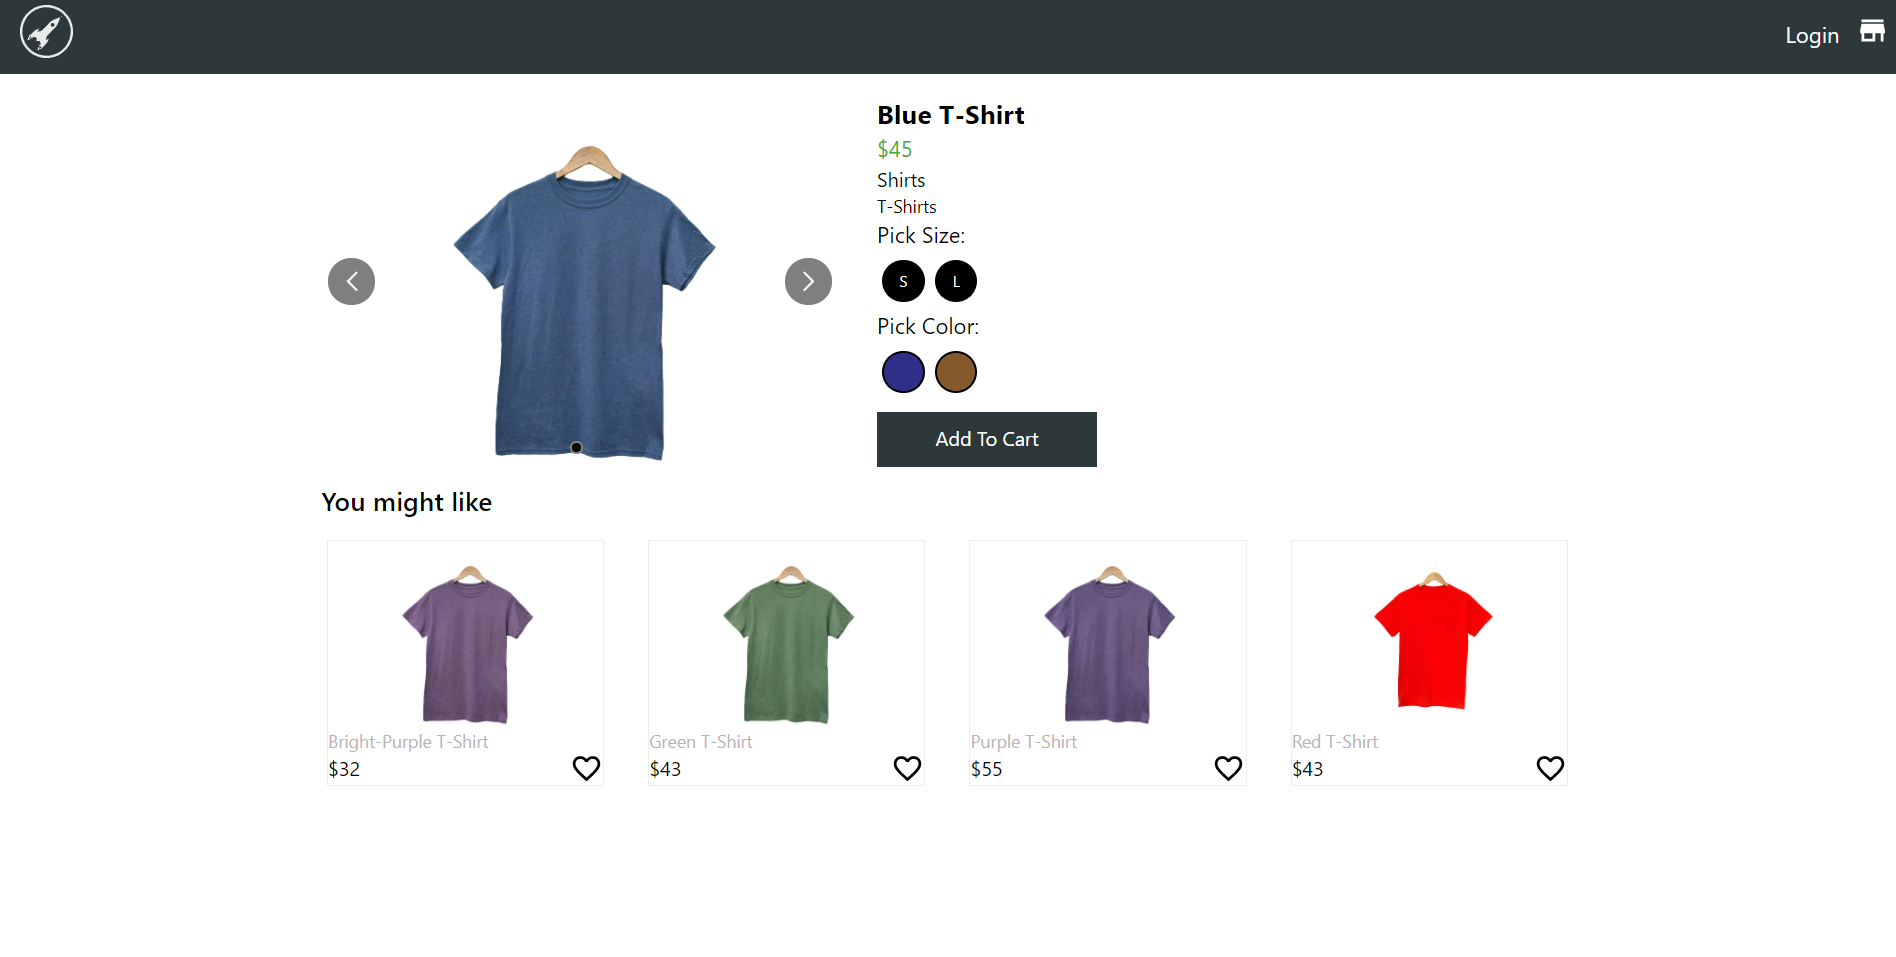 Login
Blue T-Shirt
$45
Shirts
T-Shirts
Pick Size:
S L
Pick Color:
Add To Cart
You might like
Bright-Purple T-Shirt
$32
Green T-Shirt
$43
Purple T-Shirt
$55
Red T-Shirt
$43